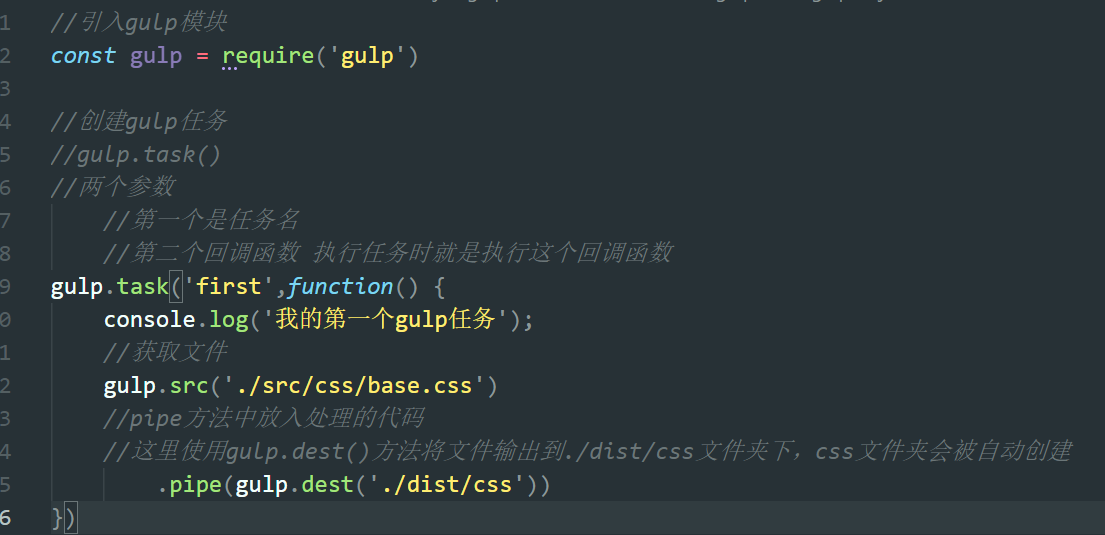 1 //引入gulp模块
2 const gulp = require('gulp')
3
4 //创建gulp任务
5 //gulp.task()
6 //两个参数
7 //第一个是任务名
8 //第二个回调函数 执行任务时就是执行这个回调函数
9 gulp.task('first',function() {
0 console.log('我的第一个gulp任务');
1 //获取文件
2 gulp.src('./src/css/base.css')
3 //pipe方法中放入处理的代码
4 //这里使用gulp.dest()方法将文件输出到./dist/css文件夹下，css文件夹会被自动创建
5 .pipe(gulp.dest('./dist/css'))
6 })